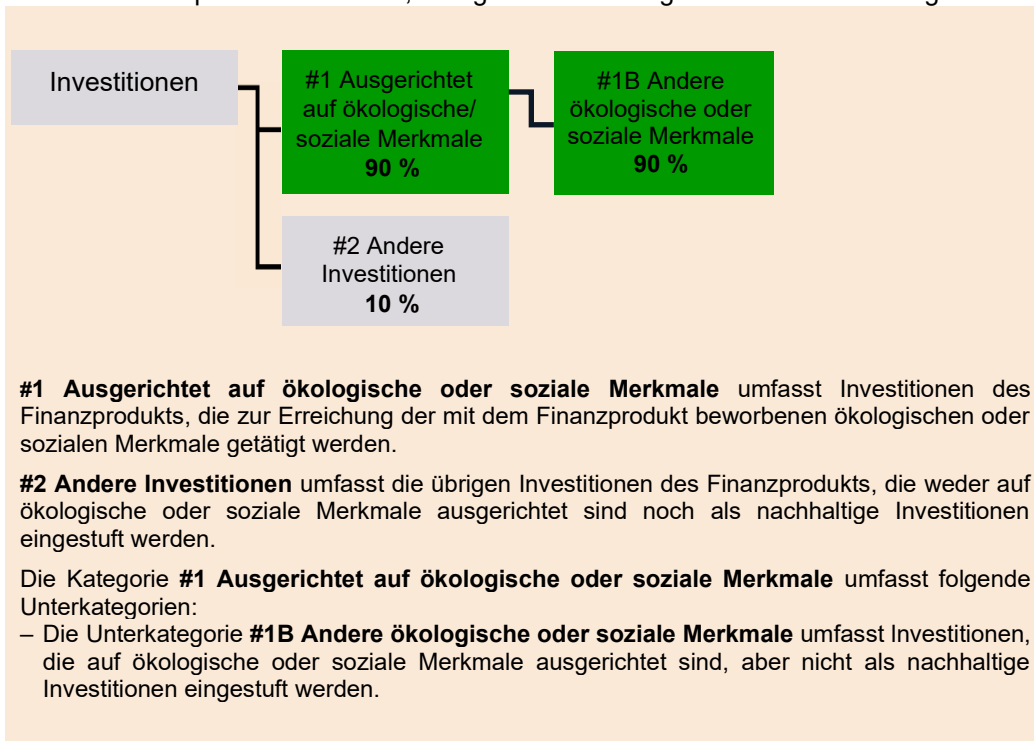 Investitionen
#1 Ausgerichtet
auf ökologische/
soziale Merkmale
90 %
#1B Andere
ökologische oder
soziale Merkmale
90 %
#2 Andere
Investitionen
10 %
#1 Ausgerichtet auf ökologische oder soziale Merkmale umfasst Investitionen des
Finanzprodukts, die zur Erreichung der mit dem Finanzprodukt beworbenen ökologischen oder
sozialen Merkmale getätigt werden.
#2 Andere Investitionen umfasst die übrigen Investitionen des Finanzprodukts, die weder auf
ökologische oder soziale Merkmale ausgerichtet sind noch als nachhaltige Investitionen
eingestuft werden.
Die Kategorie #1 Ausgerichtet auf ökologische oder soziale Merkmale umfasst folgende
Unterkategorien:
– Die Unterkategorie #1B Andere ökologische oder soziale Merkmale umfasst Investitionen,
die auf ökologische oder soziale Merkmale ausgerichtet sind, aber nicht als nachhaltige
Investitionen eingestuft werden.